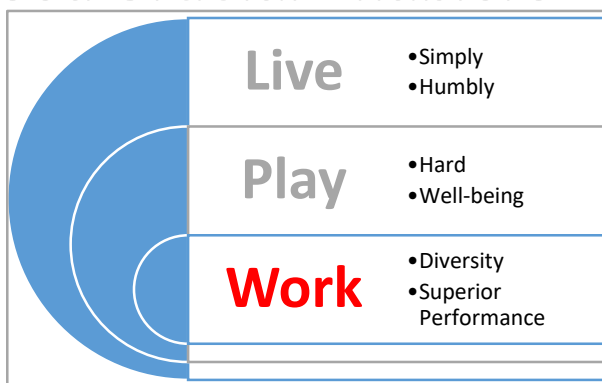 Live
•Simply
•Humbly
Play
•Hard
•Well-being
Work
•Diversity
•Superior
Performance